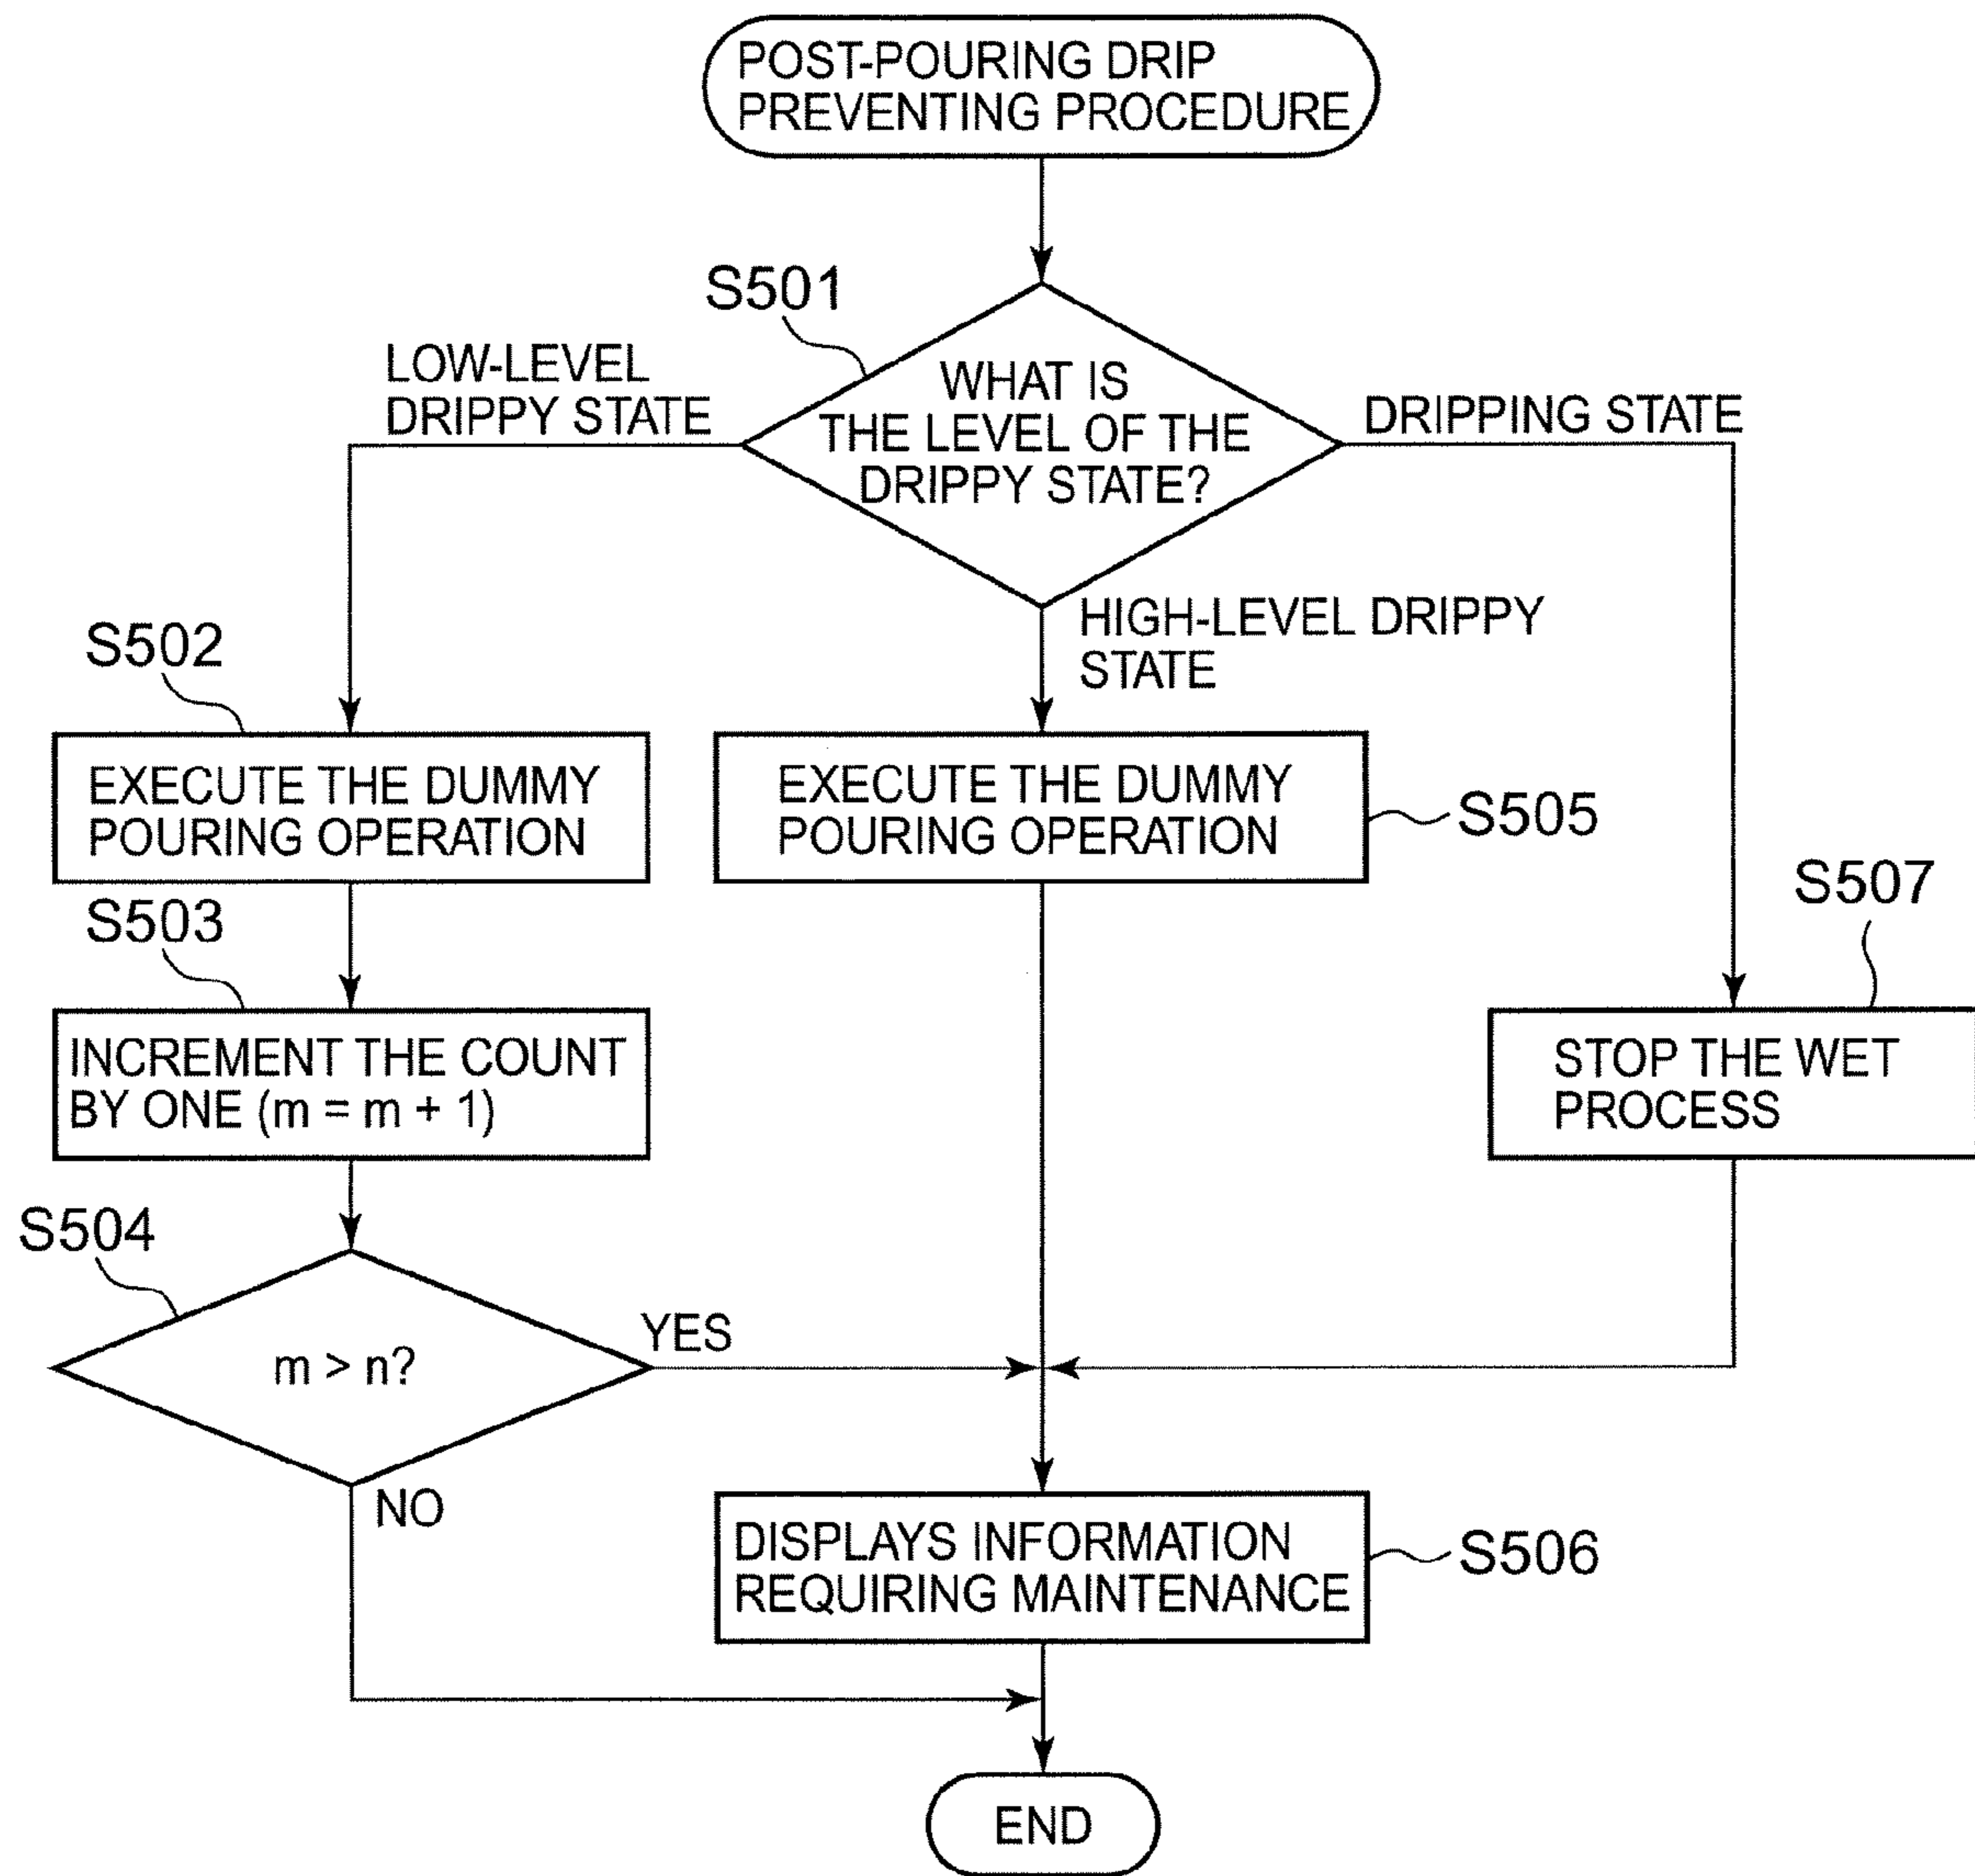 POST-POURING DRIP
PREVENTING PROCEDURE
S501
WHAT IS
THE LEVEL OF THE
DRIPPY STATE?
LOW-LEVEL
DRIPPY STATE
DRIPPING STATE
HIGH-LEVEL DRIPPY
STATE
S502
EXECUTE THE DUMMY
POURING OPERATION
EXECUTE THE DUMMY
POURING OPERATION
S505
S503
INCREMENT THE COUNT
BY ONE (m = m + 1)
S507
STOP THE WET
PROCESS
S504
m > n?
YES
NO
DISPLAYS INFORMATION
REQUIRING MAINTENANCE
S506
END